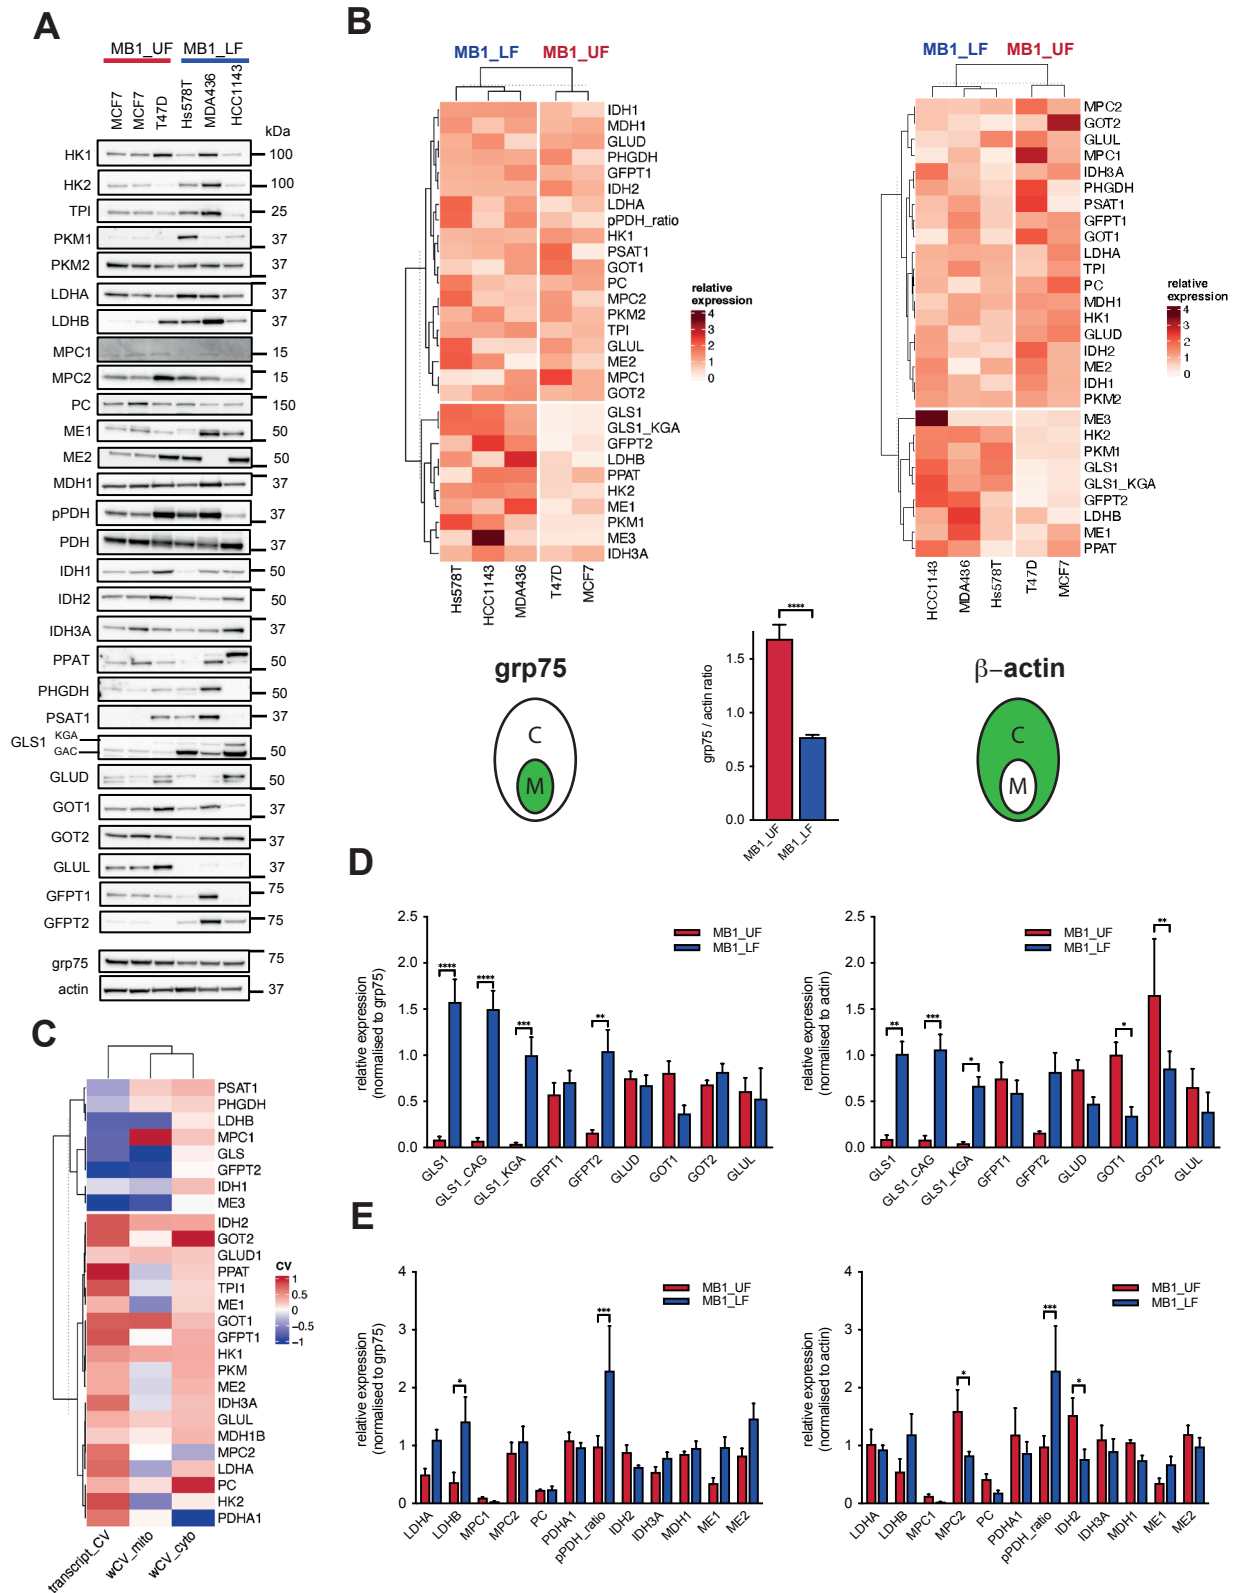 A
MB1_UF
MB1_LF
MCF7
MCF7
T47D
Hs578T
MDA436
HCC1143
kDa
HK1
100
HK2
100
TPI
25
PKM1
37
PKM2
37
LDHA
37
LDHB
37
MPC1
15
MPC2
15
PC
150
ME1
50
ME2
50
MDH1
37
pPDH
37
PDH
37
IDH1
50
IDH2
50
IDH3A
37
PPAT
50
PHGDH
50
PSAT1
37
GLS1
KGA
GAC
50
GLUD
50
GOT1
37
GOT2
37
GLUL
37
GFPT1
75
GFPT2
75
grp75
75
actin
37
B
MB1_LF
MB1_UF
IDH1
MDH1
GLUD
PHGDH
GFPT1
IDH2
LDHA
pPDH_ratio
HK1
PSAT1
GOT1
PC
MPC2
PKM2
TPI
GLUL
ME2
MPC1
GOT2
GLS1
GLS1_KGA
GFPT2
LDHB
PPAT
HK2
ME1
PKM1
ME3
IDH3A
Hs578T
HCC1143
MDA436
T47D
MCF7
relative
expression
4
3
2
1
0
MB1_LF
MB1_UF
MPC2
GOT2
GLUL
MPC1
IDH3A
PHGDH
PSAT1
GFPT1
GOT1
LDHA
TPI
PC
MDH1
HK1
GLUD
IDH2
ME2
IDH1
PKM2
ME3
HK2
PKM1
GLS1
GLS1_KGA
GFPT2
LDHB
ME1
PPAT
HCC1143
MDA436
Hs578T
T47D
MCF7
relative
expression
4
3
2
1
0
grp75
C
M
grp75 / actin ratio
1.5
1.0
0.5
0.0
****
MB1_UF
MB1_LF
β−actin
C
M
C
PSAT1
PHGDH
LDHB
MPC1
GLS
GFPT2
IDH1
ME3
IDH2
GOT2
GLUD1
PPAT
TPI1
ME1
GOT1
GFPT1
HK1
PKM
ME2
IDH3A
GLUL
MDH1B
MPC2
LDHA
PC
HK2
PDHA1
transcript_CV
wCV_mito
wCV_cyto
CV
1
0.5
0
−0.5
−1
D
relative expression
(normalised to grp75)
2.5
2.0
1.5
1.0
0.5
0.0
MB1_UF
MB1_LF
****
****
***
**
GLS1
GLS1_CAG
GLS1_KGA
GFPT1
GFPT2
GLUD
GOT1
GOT2
GLUL
relative expression
(normalised to actin)
2.5
2.0
1.5
1.0
0.5
0.0
MB1_UF
MB1_LF
**
***
*
*
**
GLS1
GLS1_CAG
GLS1_KGA
GFPT1
GFPT2
GLUD
GOT1
GOT2
GLUL
E
relative expression
(normalised to grp75)
4
3
2
1
0
MB1_UF
MB1_LF
*
***
LDHA
LDHB
MPC1
MPC2
PC
PDHA1
pPDH_ratio
IDH2
IDH3A
MDH1
ME1
ME2
relative expression
(normalised to actin)
4
3
2
1
0
MB1_UF
MB1_LF
*
***
*
LDHA
LDHB
MPC1
MPC2
PC
PDHA1
pPDH_ratio
IDH2
IDH3A
MDH1
ME1
ME2